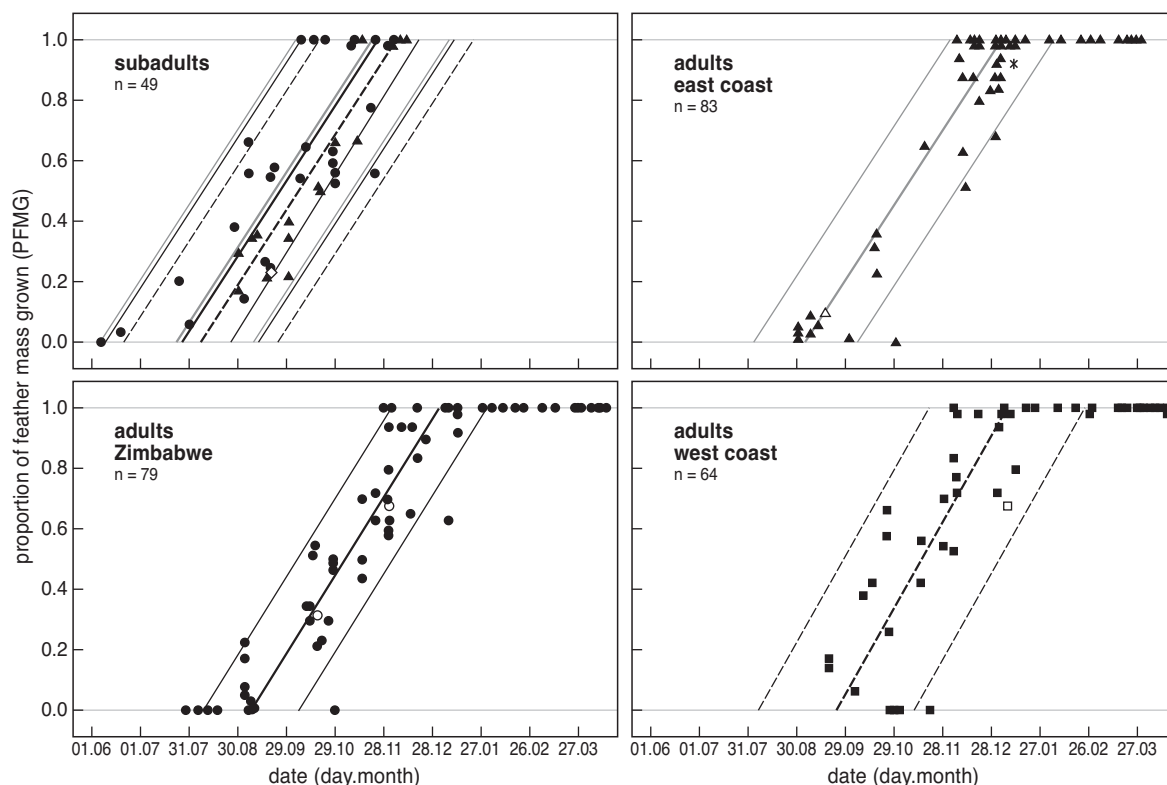 proportion of feather mass grown (PFMG)
subadults
n = 49
1.0
0.8
0.6
0.4
0.2
0.0
adults
east coast
n = 83
adults
Zimbabwe
n = 79
1.0
0.8
0.6
0.4
0.2
0.0
01.06 01.07 31.07 30.08 29.09 29.10 28.11 28.12 27.01 26.02 27.03
date (day.month)
adults
west coast
n = 64
01.06 01.07 31.07 30.08 29.09 29.10 28.11 28.12 27.01 26.02 27.03
date (day.month)